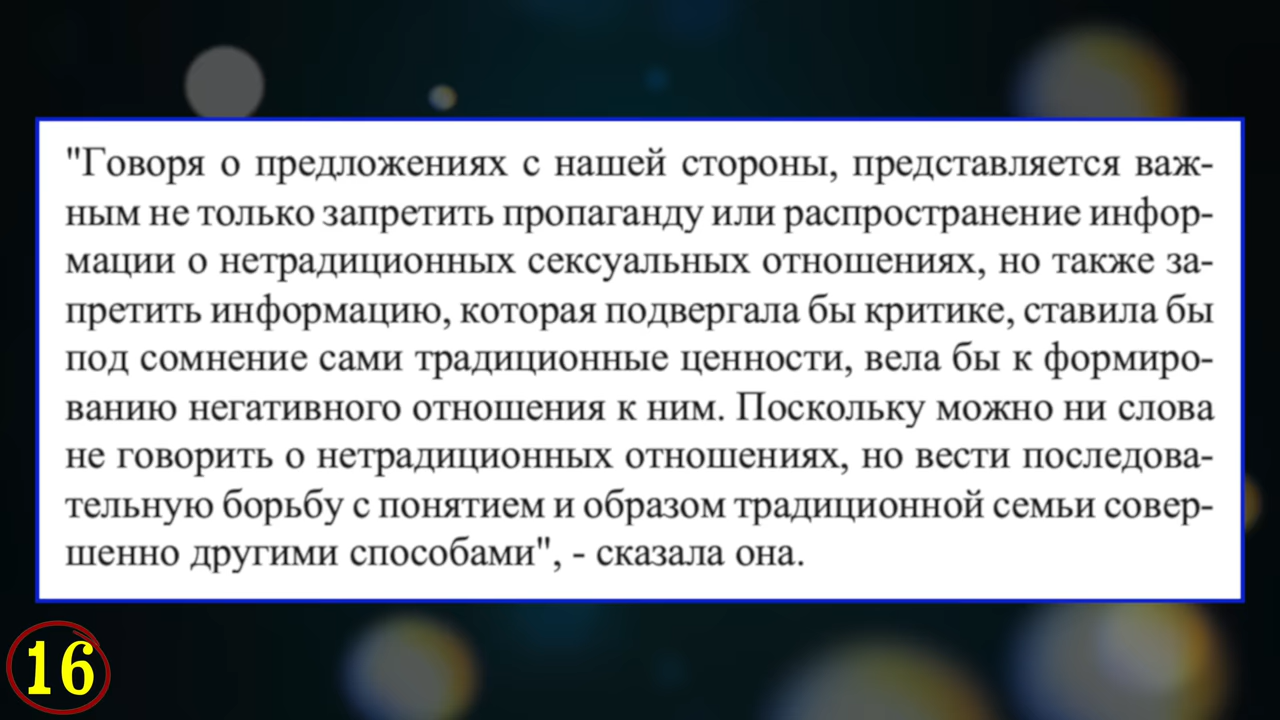 "Говоря о предложениях с нашей стороны, представляется важ-
ным не только запретить пропаганду или распространение инфор-
мации о нетрадиционных сексуальных отношениях, но также за-
претить информацию, которая подвергала бы критике, ставила бы
под сомнение сами традиционные ценности, вела бы к формиро-
ванию негативного отношения к ним. Поскольку можно ни слова
не говорить о нетрадиционных отношениях, но вести последова-
тельную борьбу с понятием и образом традиционной семьи совер-
шенно другими способами", - сказала она.
16